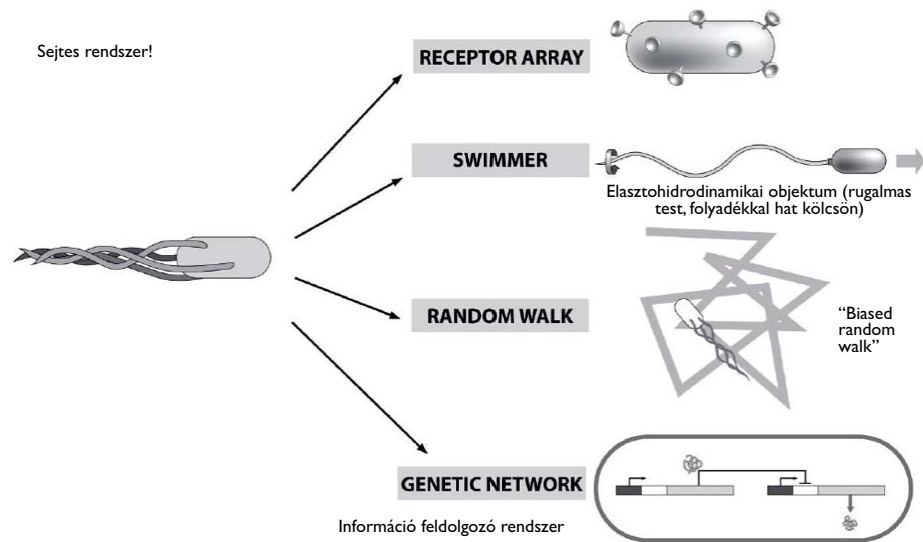 Sejtes rendszer!
RECEPTOR ARRAY
SWIMMER
Elasztohidrodinamikai objektum (rugalmas
test, folyadékkal hat kölcsön)
RANDOM WALK
“Biased
random
walk”
GENETIC NETWORK
Információ feldolgozó rendszer